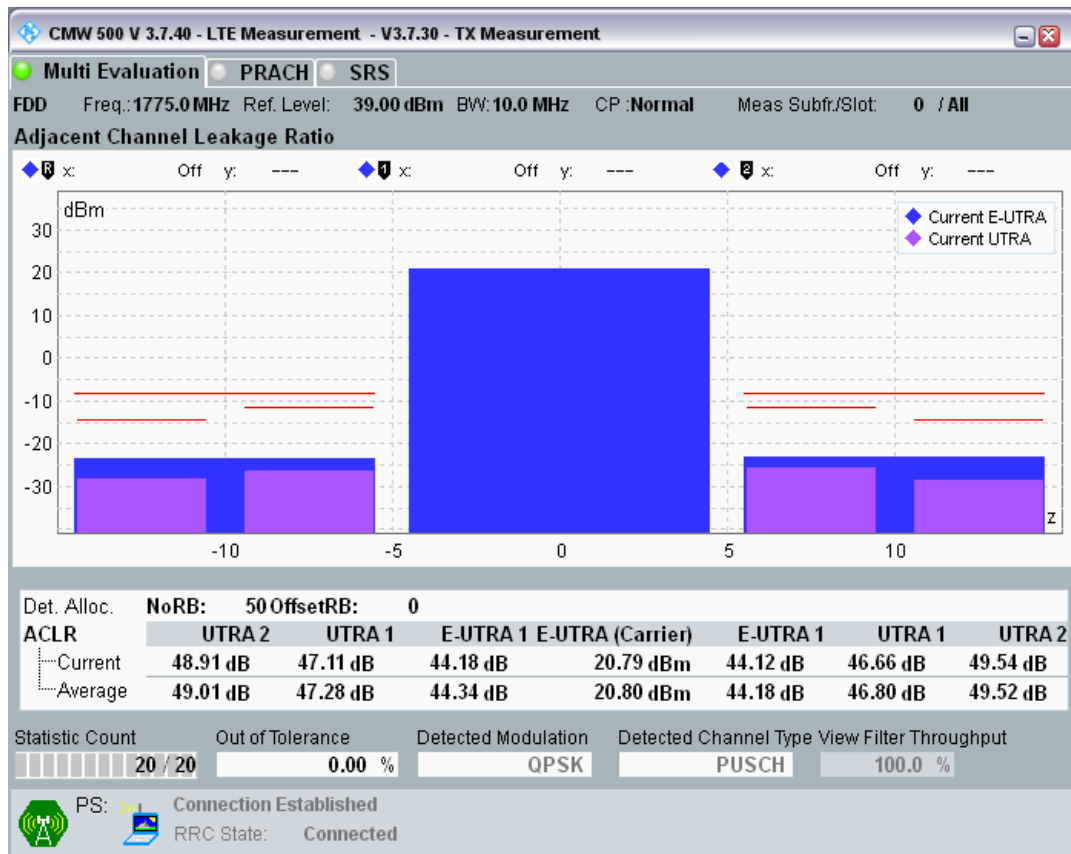 CMW 500 V 3.7.40 - LTE Measurement - V3.7.30 - TX Measurement
Multi Evaluation PRACH SRS
FDD Freq.:1775.0 MHz Ref. Level: 39.00 dBm BW:10.0 MHz CP :Normal Meas Subfr./Slot: 0 / All
Adjacent Channel Leakage Ratio
R x: Off y: --- 1 x: Off y: --- 2 x: Off y: ---
dBm
Current E-UTRA
Current UTRA
30
20
10
0
-10
-20
-30
z
-10 -5 0 5 10
Det. Alloc. NoRB: 50 OffsetRB: 0
ACLR UTRA 2 UTRA 1 E-UTRA 1 E-UTRA (Carrier) E-UTRA 1 UTRA 1 UTRA 2
Current 48.91 dB 47.11 dB 44.18 dB 20.79 dBm 44.12 dB 46.66 dB 49.54 dB
Average 49.01 dB 47.28 dB 44.34 dB 20.80 dBm 44.18 dB 46.80 dB 49.52 dB
Statistic Count Out of Tolerance Detected Modulation Detected Channel Type View Filter Throughput
20 / 20 0.00 % QPSK PUSCH 100.0 %
PS: Connection Established
RRC State: Connected